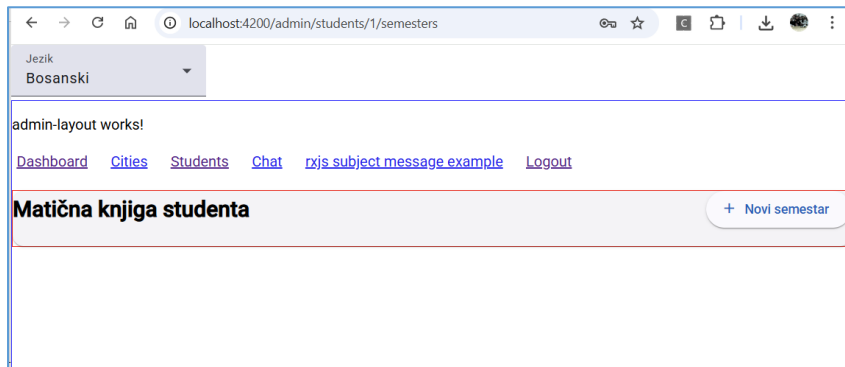 localhost:4200/admin/students/1/semesters
Jezik
Bosanski
admin-layout works!
Dashboard Cities Students Chat rxjs subject message example Logout
Matična knjiga studenta
+ Novi semestar